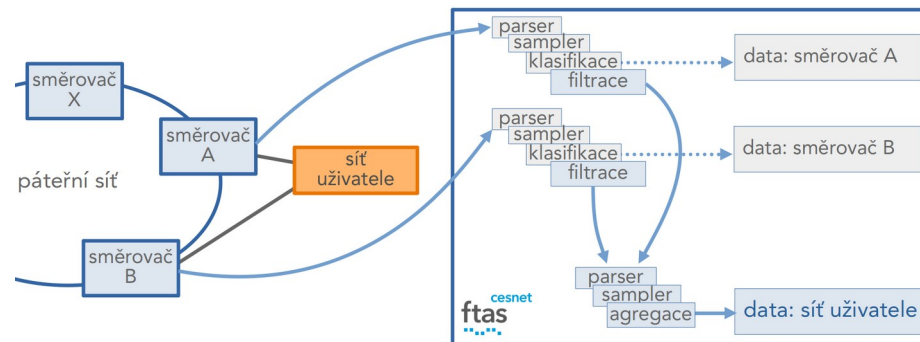 směrovač
X
směrovač
A
síť
uživatele
páteřní síť
směrovač
B
parser
sampler
klasifikace
filtrace
data: směrovač A
parser
sampler
klasifikace
filtrace
data: směrovač B
parser
sampler
agregace
data: síť uživatele
cesnet
ftas